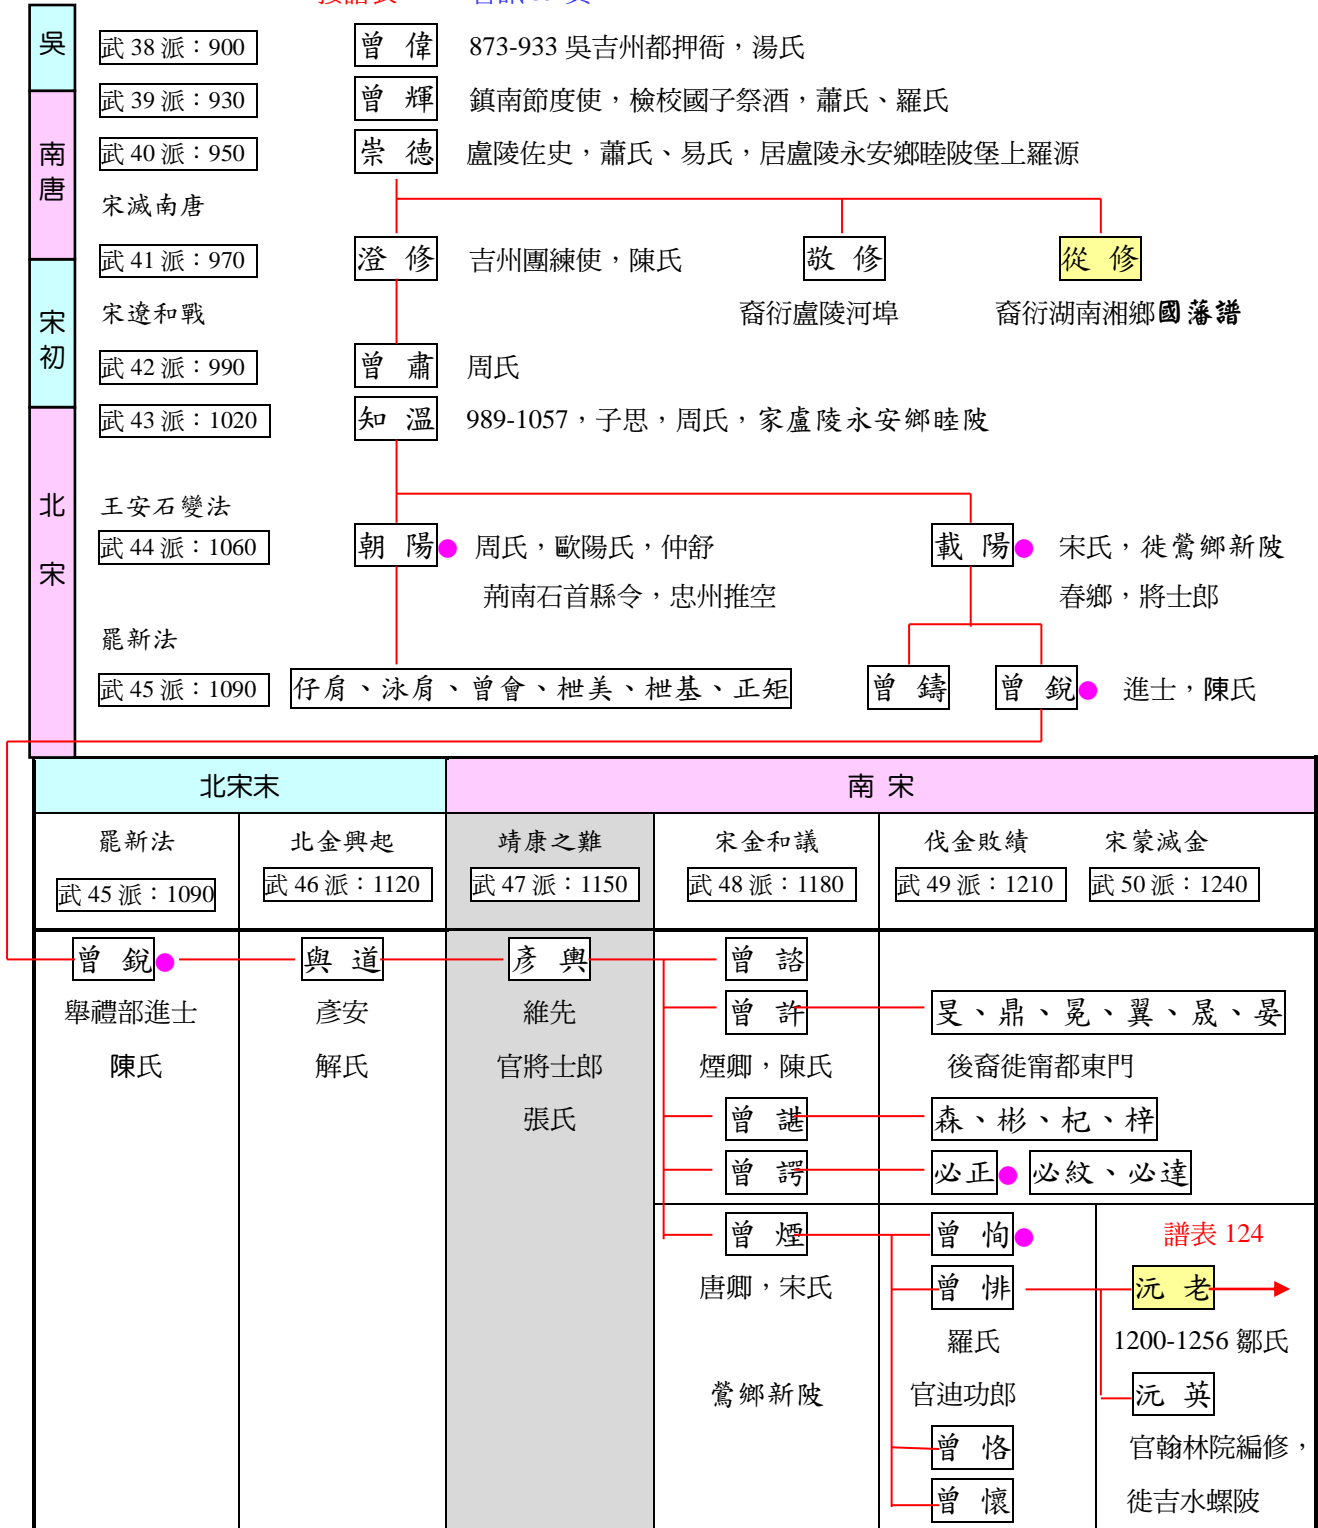 吳
武 38 派：900 曾 偉 873-933 吳吉州都押衙，湯氏
武 39 派：930 曾 輝 鎮南節度使，檢校國子祭酒，蕭氏、羅氏
南唐
武 40 派：950 崇 德 盧陵佐史，蕭氏、易氏，居盧陵永安鄉睦陂堡上羅源
宋滅南唐
武 41 派：970 澄 修 吉州團練使，陳氏 敬 修 從 修
宋初
宋遼和戰 裔衍盧陵河埠 裔衍湖南湘鄉國藩譜
武 42 派：990 曾 肅 周氏
武 43 派：1020 知 溫 989-1057，子思，周氏，家盧陵永安鄉睦陂
北宋
王安石變法
武 44 派：1060 朝 陽 周氏，歐陽氏，仲舒 載 陽 宋氏，徙鶯鄉新陂
荊南石首縣令，忠州推空 春鄉，將士郎
罷新法
武 45 派：1090 仔肩、泳肩、曾會、枻美、枻基、正矩 曾 鑄 曾 銳 進士，陳氏
北宋末 南 宋
罷新法 北金興起 靖康之難 宋金和議 伐金敗績 宋蒙滅金
武 45 派：1090 武 46 派：1120 武 47 派：1150 武 48 派：1180 武 49 派：1210 武 50 派：1240
曾 銳 與 道 彥 輿 曾 諮
舉禮部進士 彥安 維先 曾 許 旻、鼎、冕、翼、晟、晏
陳氏 解氏 官將士郎 煙卿，陳氏 後裔徙甯都東門
張氏 曾 諶 森、彬、杞、梓
曾 諤 必正 必紋、必達
曾 煙 曾 恂 譜表 124
唐卿，宋氏 曾 悱 沅 老
羅氏 1200-1256 鄒氏
鶯鄉新陂 官迪功郎 沅 英
曾 恪 官翰林院編修，
曾 懷 徙吉水螺陂